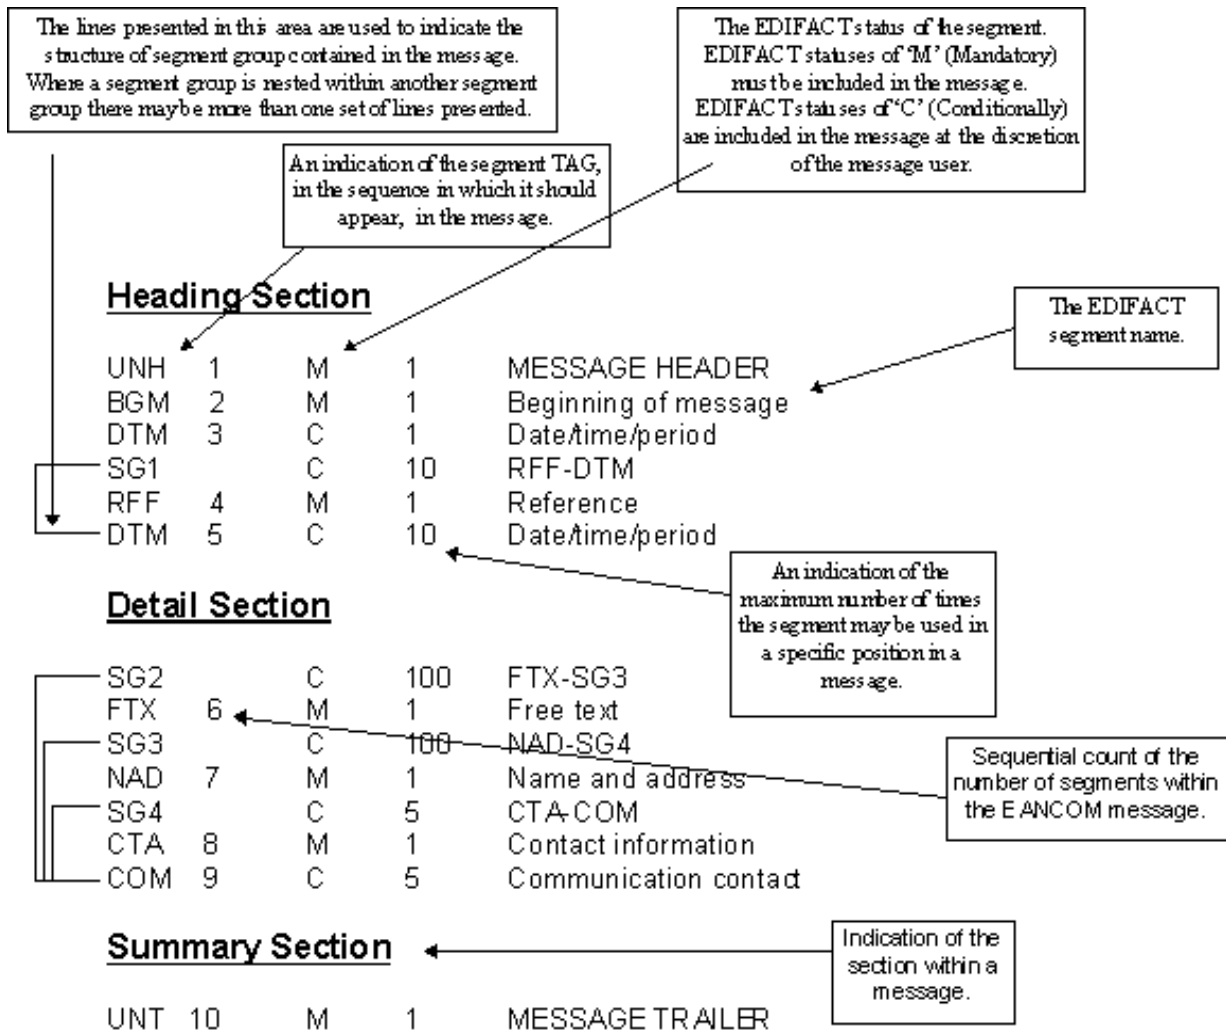 The lines presented in this area are used to indicate the
structure of segment group contained in the message.
Where a segment group is nested within another segment
group there may be more than one set of lines presented.
The EDIFACT status of the segment.
EDIFACT statuses of 'M' (Mandatory)
must be included in the message.
EDIFACT statuses of 'C' (Conditionally)
are included in the message at the discretion
of the message user.
An indication of the segment TAG,
in the sequence in which it should
appear, in the message.
Heading Section
The EDIFACT
segment name.
UNH 1 M 1 MESSAGE HEADER
BGM 2 M 1 Beginning of message
DTM 3 C 1 Date/time/period
SG1 C 10 RFF-DTM
RFF 4 M 1 Reference
DTM 5 C 10 Date/time/period
An indication of the
maximum number of times
the segment may be used in
a specific position in a
message.
Detail Section
SG2 C 100 FTX-SG3
FTX 6 M 1 Free text
SG3 C 100 NAD-SG4
NAD 7 M 1 Name and address
SG4 C 5 CTA-COM
CTA 8 M 1 Contact information
COM 9 C 5 Communication contact
Sequential count of the
number of segments within
the EANCOM message.
Summary Section
Indication of the
section within a
message.
UNT 10 M 1 MESSAGE TRAILER